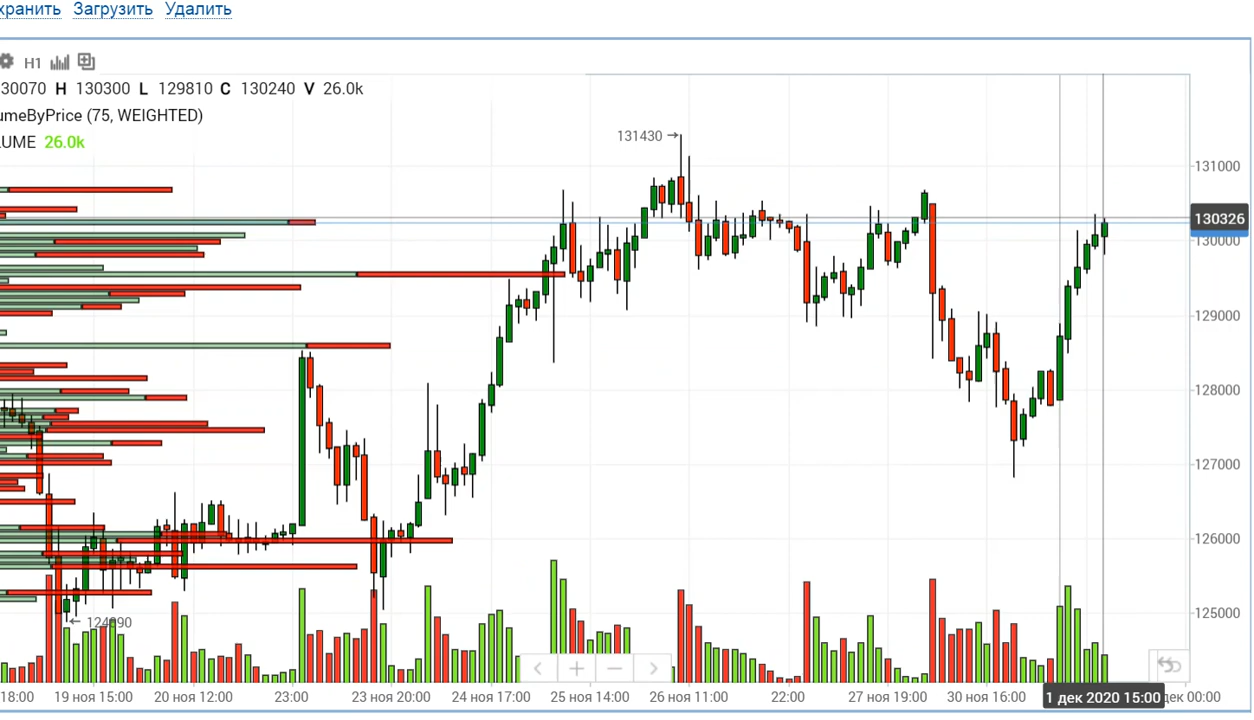 хранить Загрузить Удалить
H1
30070 H 130300 L 129810 C 130240 V 26.0k
umeByPrice (75, WEIGHTED)
UME 26.0k
131430
131000
130326
130000
129000
128000
127000
126000
125000
124890
18:00 19 ноя 15:00 20 ноя 12:00 23:00 23 ноя 20:00 24 ноя 17:00 25 ноя 14:00 26 ноя 11:00 22:00 27 ноя 19:00 30 ноя 16:00 1 дек 2020 15:00 дек 00:00